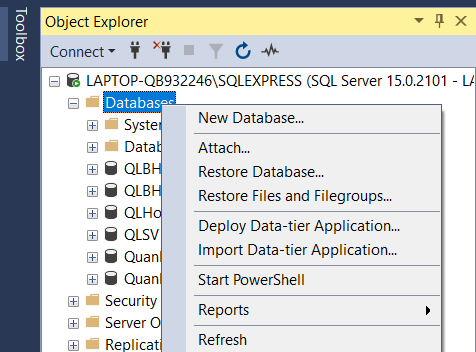 Toolbox
Object Explorer
Connect
LAPTOP-QB932246\SQLEXPRESS (SQL Server 15.0.2101 - LA
Databases
New Database...
Attach...
Restore Database...
Restore Files and Filegroups...
Deploy Data-tier Application...
Import Data-tier Application...
Start PowerShell
Reports
Refresh
Syste
Datab
QLBH
QLBH
QLHo
QLSV
Quan
Quan
Security
Server O
Replicati